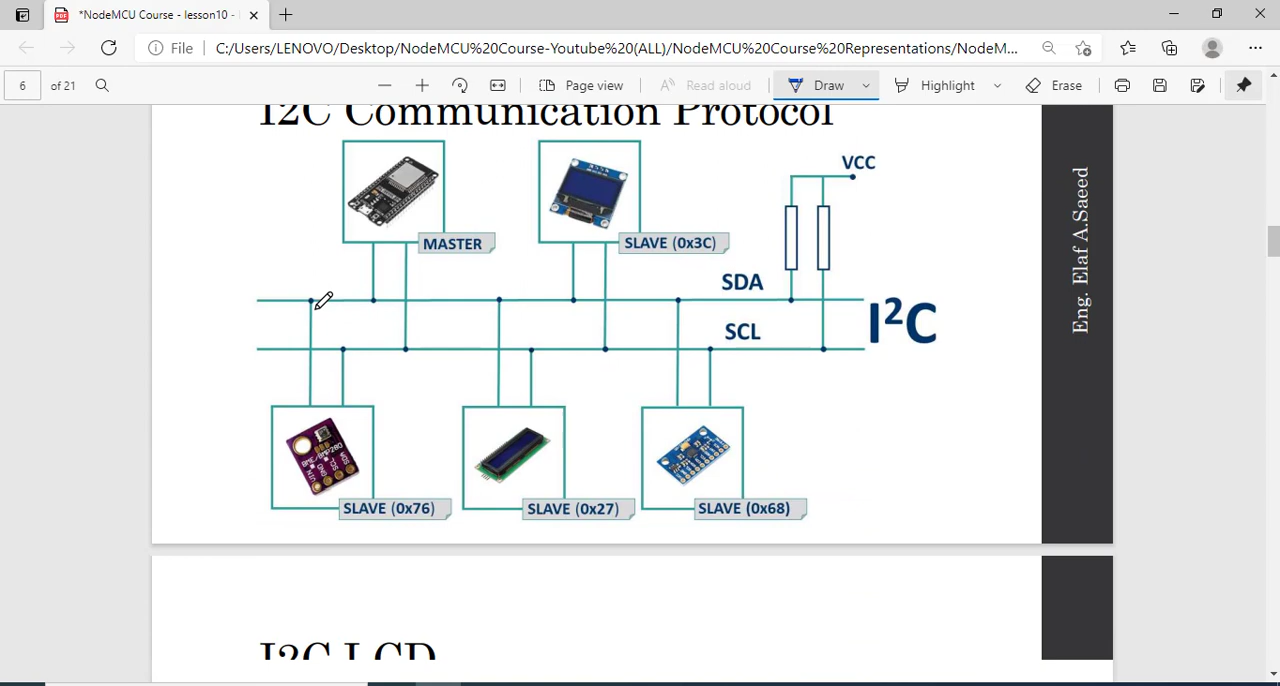 *NodeMCU Course - lesson10 -
File
C:/Users/LENOVO/Desktop/NodeMCU%20Course-Youtube%20(ALL)/NodeMCU%20Course%20Representations/NodeM...
6 of 21
Page view
Read aloud
Draw
Highlight
Erase
I2C Communication Protocol
VCC
MASTER
SLAVE (0x3C)
SDA
I²C
SCL
BME/BMP280
SLAVE (0x76)
SLAVE (0x27)
SLAVE (0x68)
Eng. Elaf A.Saeed
I2C LCD